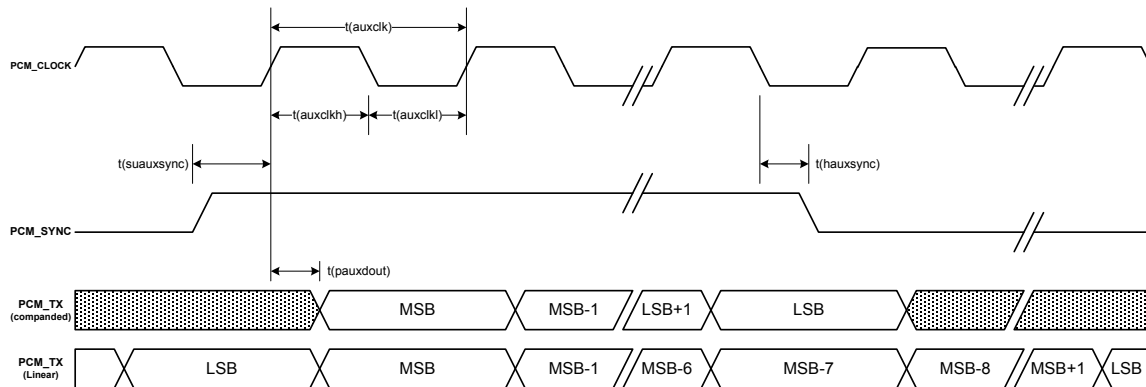 t(auxclk)
PCM_CLOCK
t(auxclkh) t(auxclkl)
t(suauxsync) t(hauxsync)
PCM_SYNC
t(pauxdout)
PCM_TX
(companded)
MSB MSB-1 LSB+1 LSB
PCM_TX
(Linear)
LSB MSB MSB-1 MSB-6 MSB-7 MSB-8 MSB+1 LSB